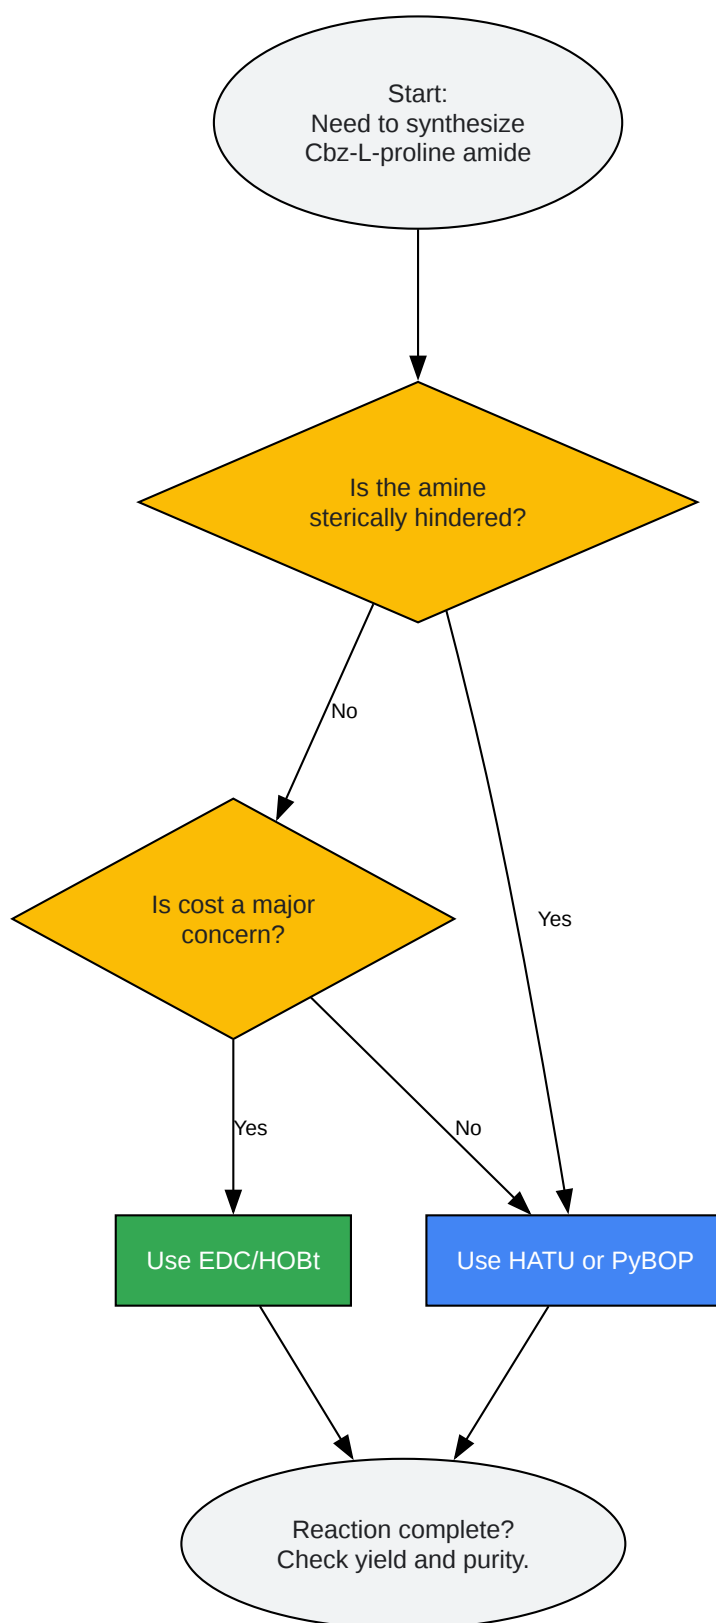 Start:
Need to synthesize
Cbz-L-proline amide
Is the amine
sterically hindered?
No
Is cost a major
concern?
Yes
Yes
No
Use EDC/HOBt
Use HATU or PyBOP
Reaction complete?
Check yield and purity.